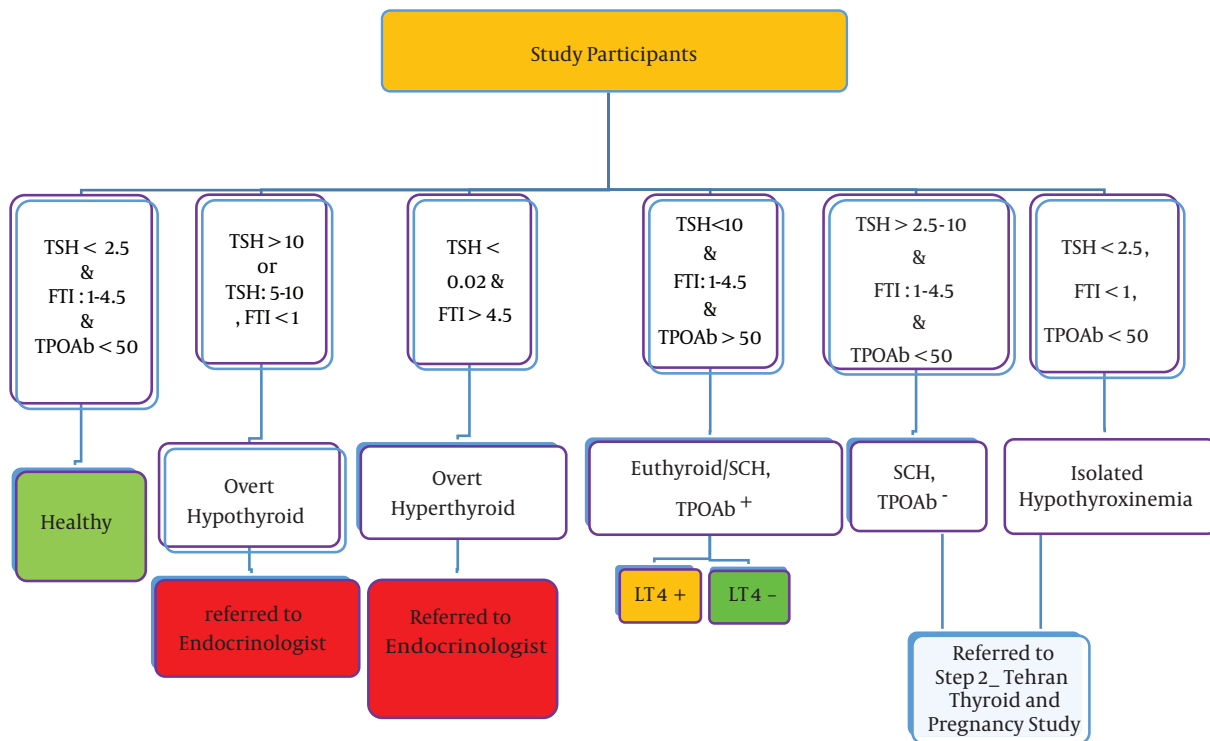 Study Participants
TSH < 2.5
&
FTI : 1-4.5
&
TPOAb < 50
TSH > 10
or
TSH: 5-10
, FTI < 1
TSH <
0.02 &
FTI > 4.5
TSH<10
&
FTI: 1-4.5
&
TPOAb > 50
TSH > 2.5-10
&
FTI : 1-4.5
&
TPOAb < 50
TSH < 2.5,
FTI < 1,
TPOAb < 50
Healthy
Overt
Hypothyroid
Overt
Hyperthyroid
Euthyroid/SCH,
TPOAb +
SCH,
TPOAb -
Isolated
Hypothyroxinemia
referred to
Endocrinologist
Referred to
Endocrinologist
LT4 +
LT4 –
Referred to
Step 2_ Tehran
Thyroid and
Pregnancy Study